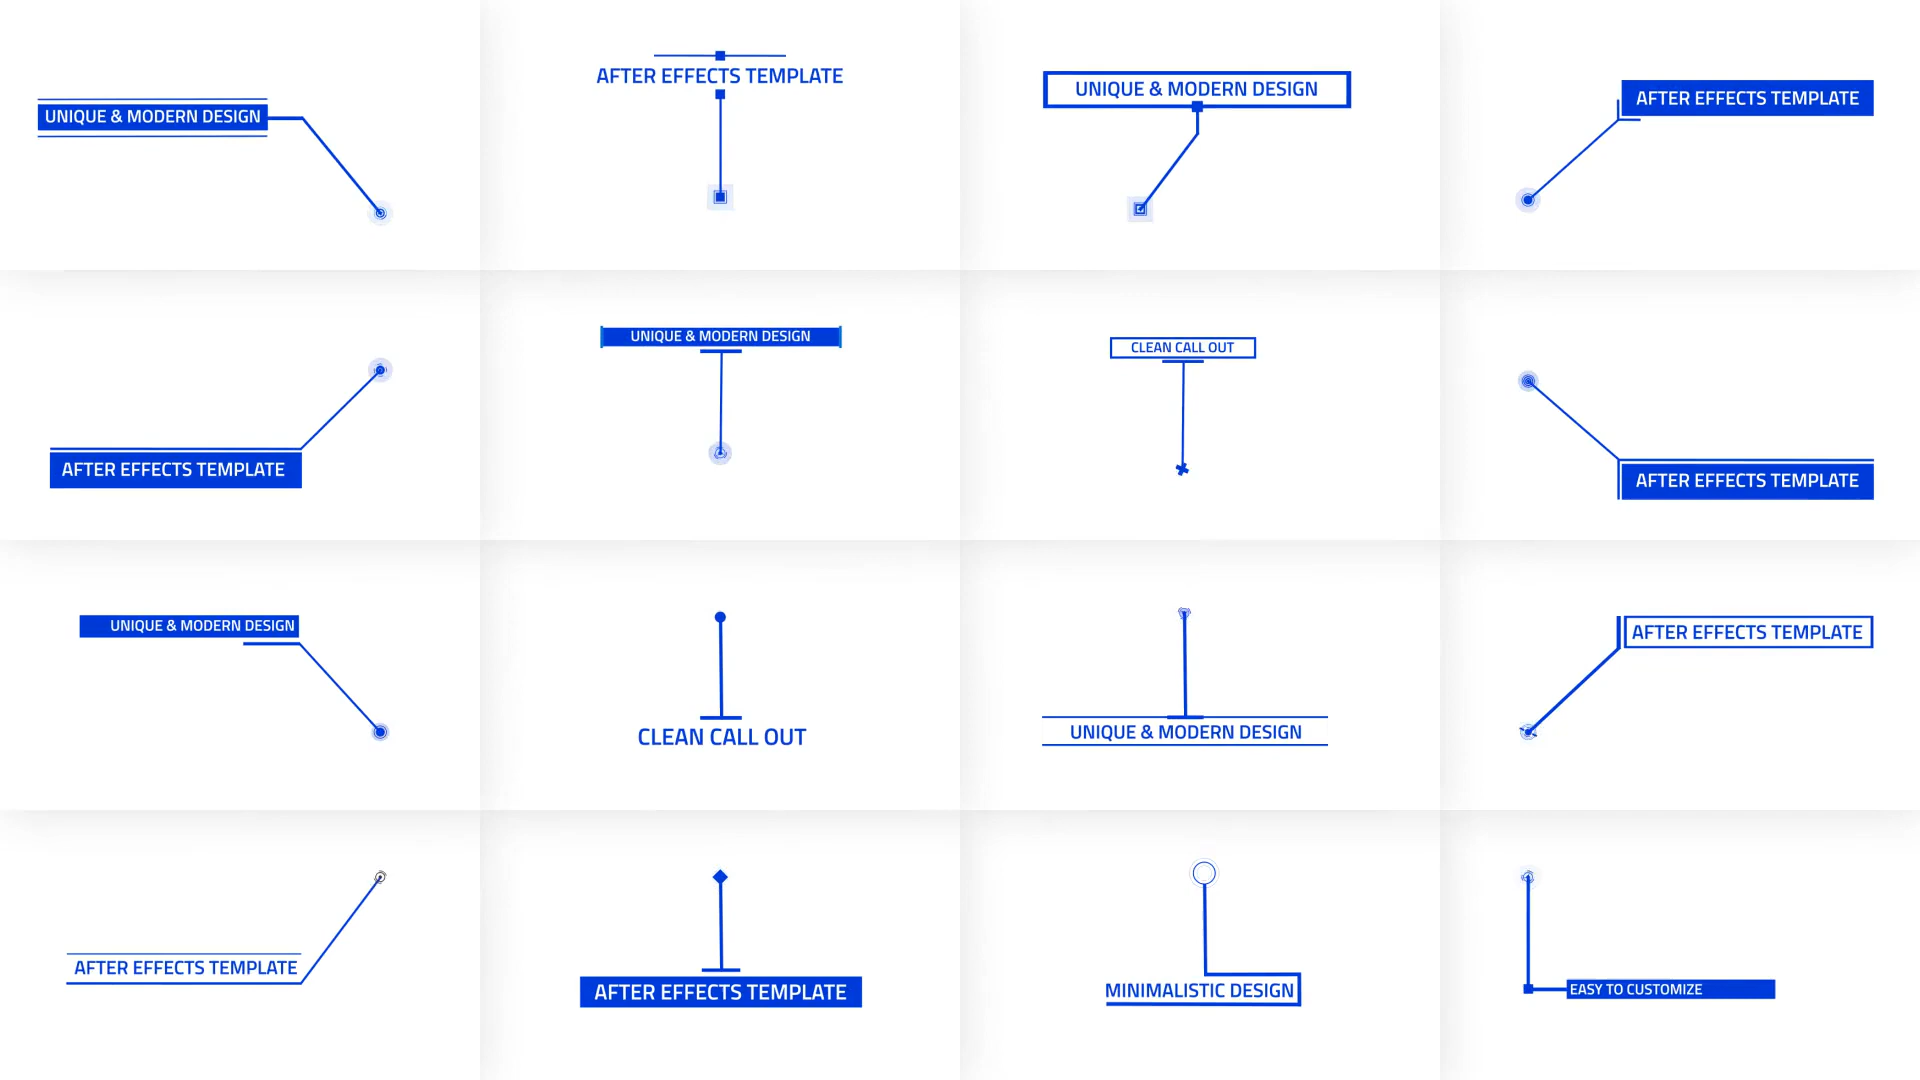 UNIQUE & MODERN DESIGN
AFTER EFFECTS TEMPLATE
UNIQUE & MODERN DESIGN
AFTER EFFECTS TEMPLATE
AFTER EFFECTS TEMPLATE
UNIQUE & MODERN DESIGN
CLEAN CALL OUT
AFTER EFFECTS TEMPLATE
UNIQUE & MODERN DESIGN
CLEAN CALL OUT
UNIQUE & MODERN DESIGN
AFTER EFFECTS TEMPLATE
AFTER EFFECTS TEMPLATE
AFTER EFFECTS TEMPLATE
MINIMALISTIC DESIGN
EASY TO CUSTOMIZE